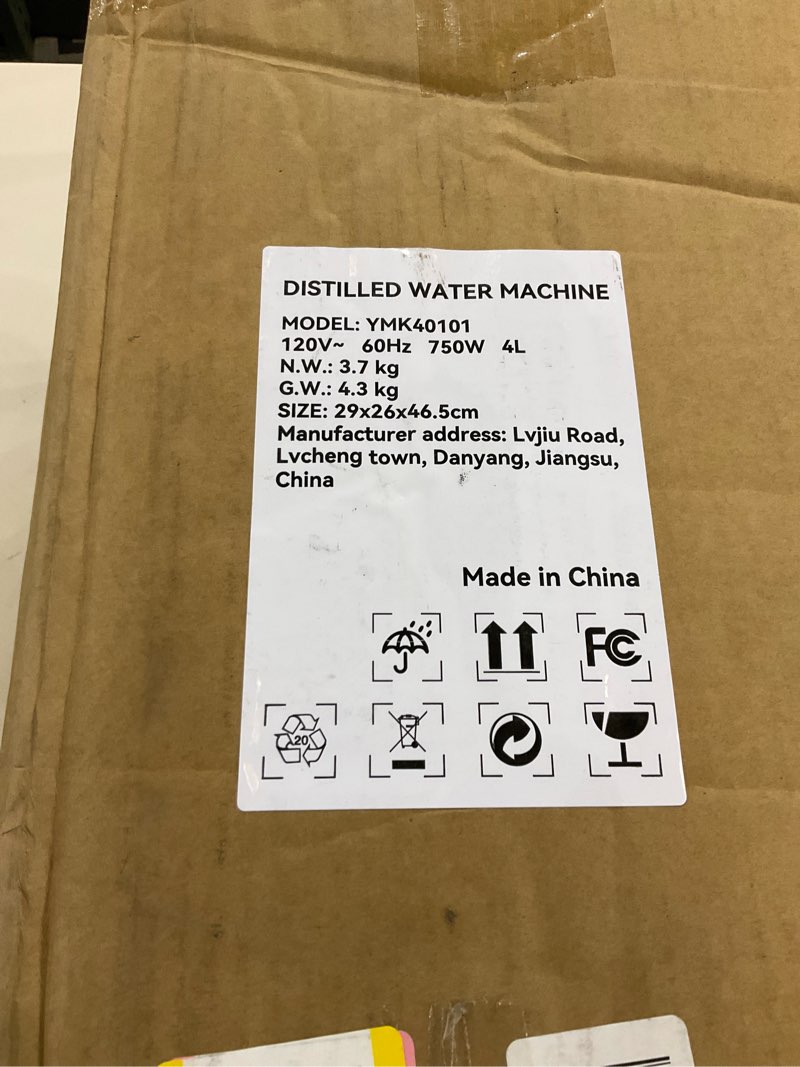 DISTILLED WATER MACHINE
MODEL: YMK40101
120V~ 60Hz 750W 4L
N.W.: 3.7 kg
G.W.: 4.3 kg
SIZE: 29x26x46.5cm
Manufacturer address: Lvjiu Road,
Lvcheng town, Danyang, Jiangsu,
China
Made in China
FC
20